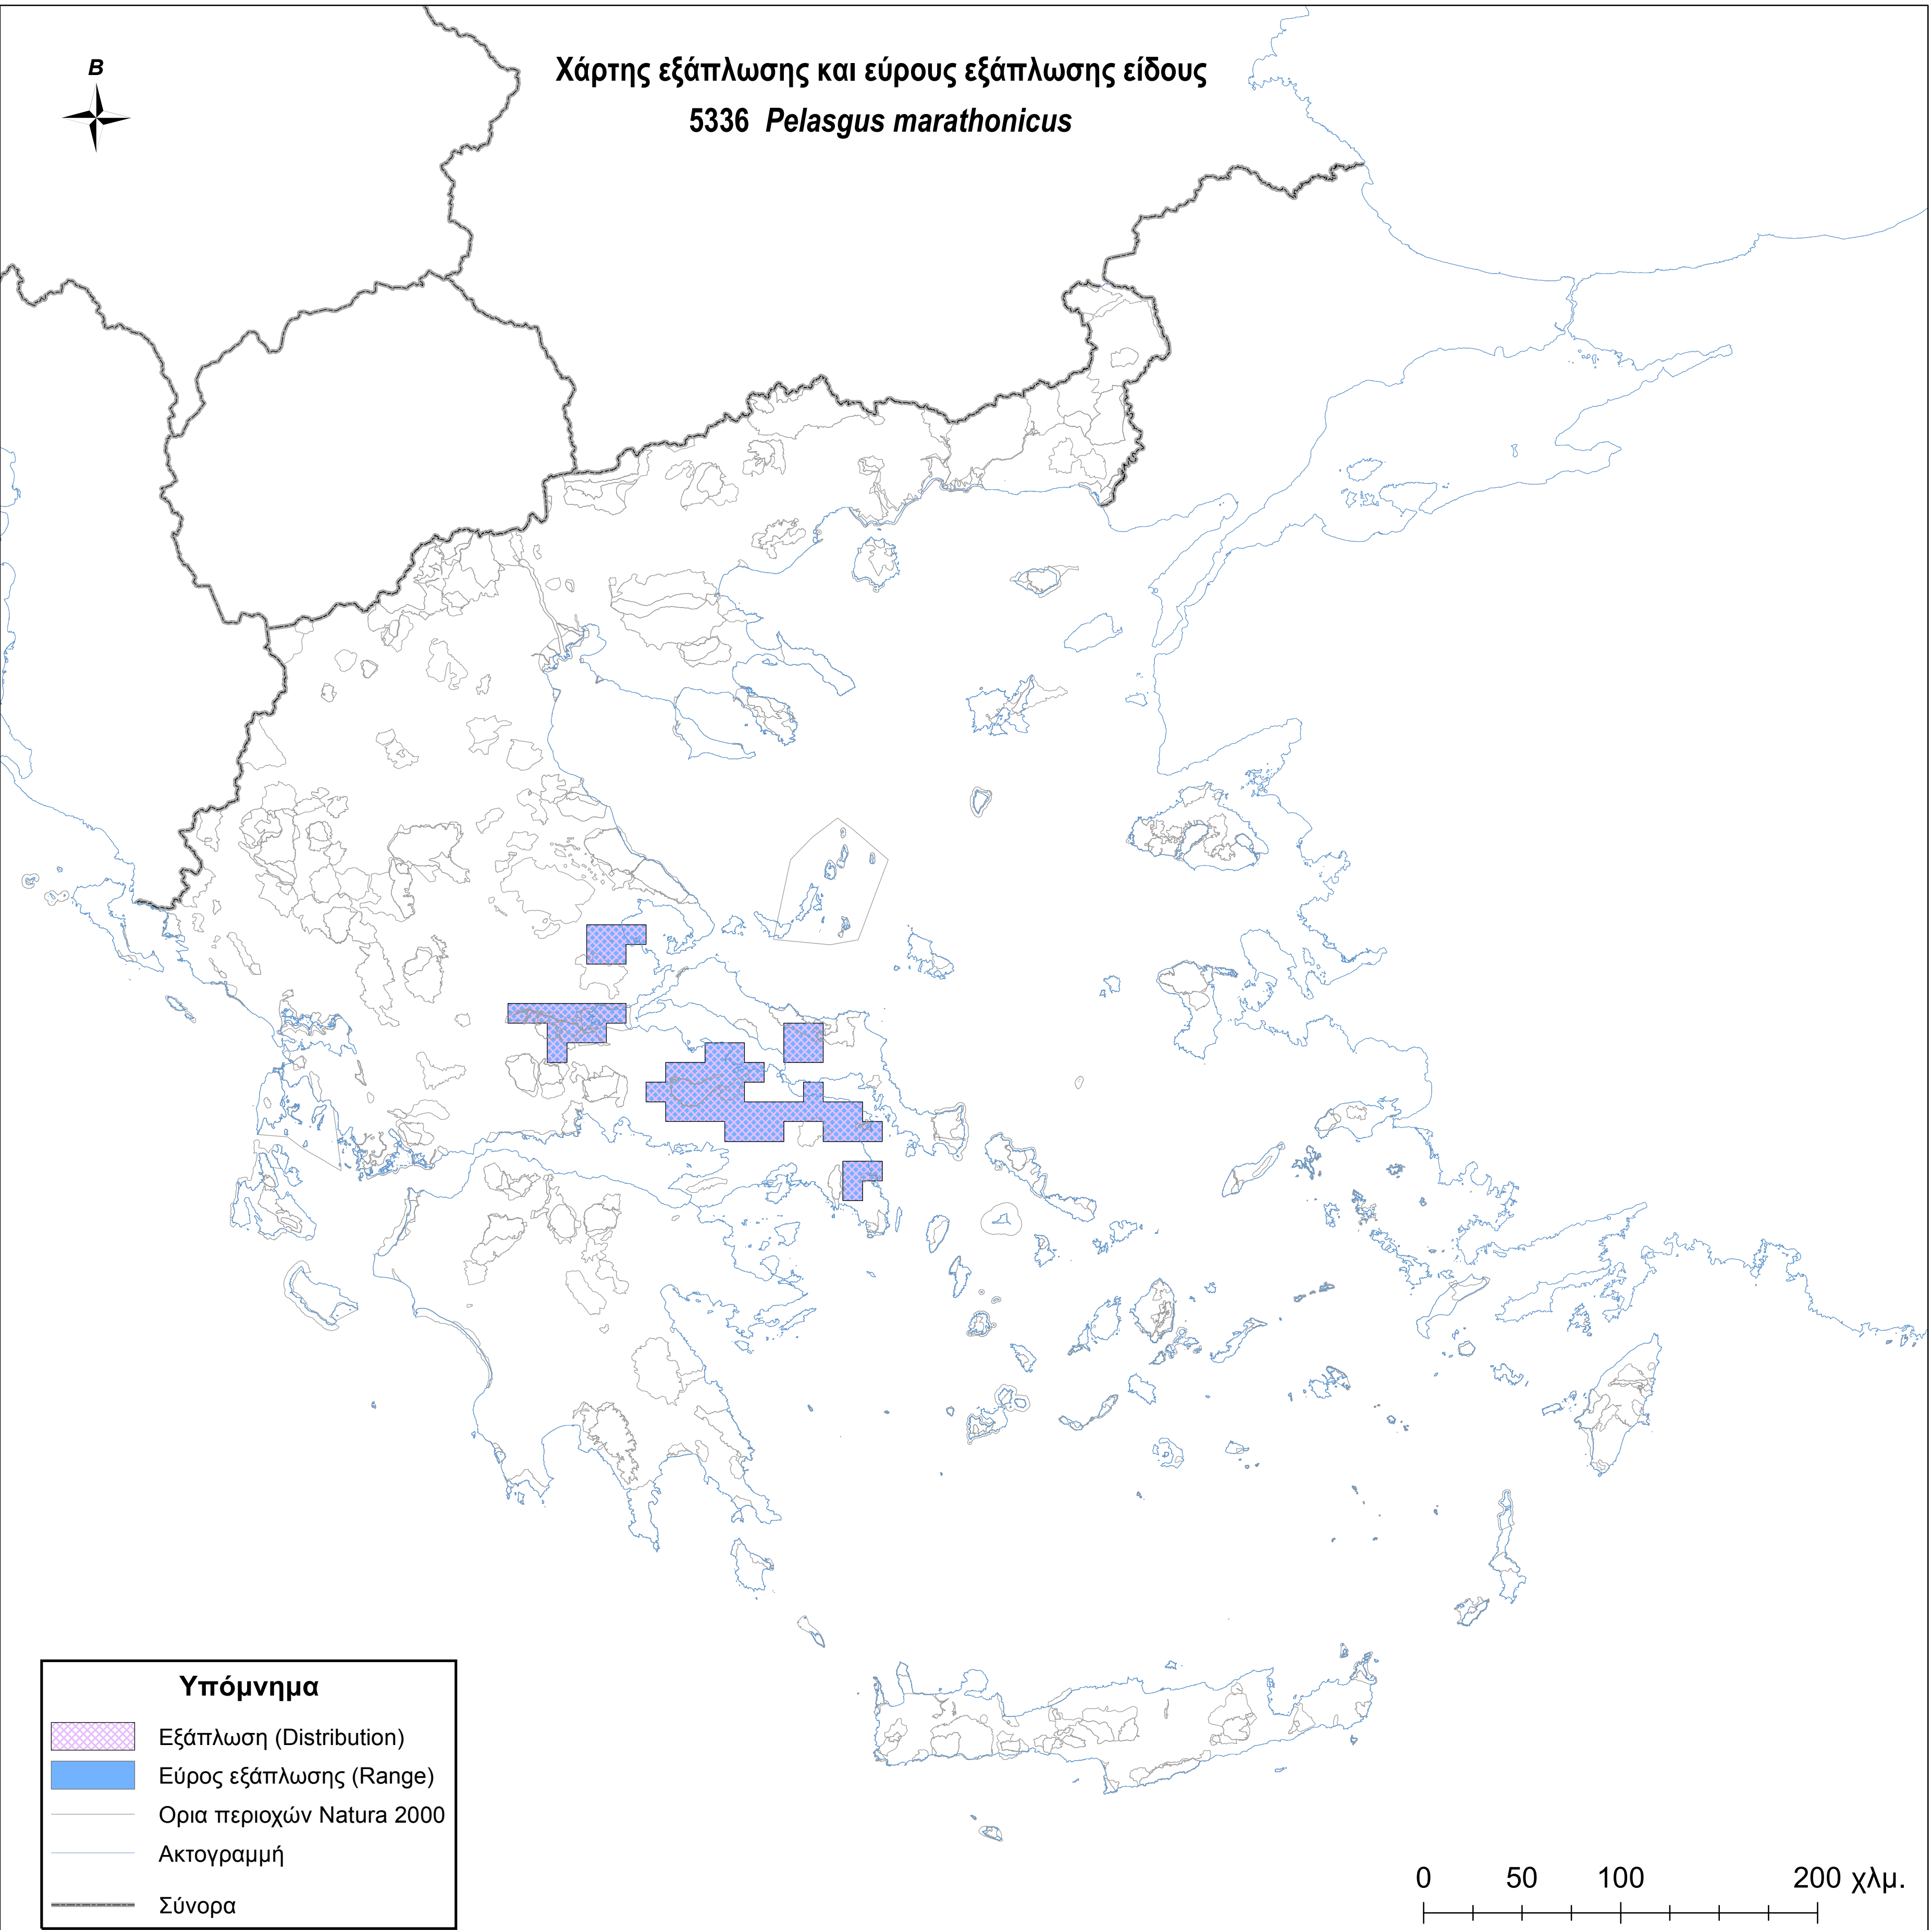 B
Χάρτης εξάπλωσης και εύρους εξάπλωσης είδους
5336 Pelasgus marathonicus
Υπόμνημα
Εξάπλωση (Distribution)
Εύρος εξάπλωσης (Range)
Ορια περιοχών Natura 2000
Ακτογραμμή
Σύνορα
0 50 100 200 χλμ.